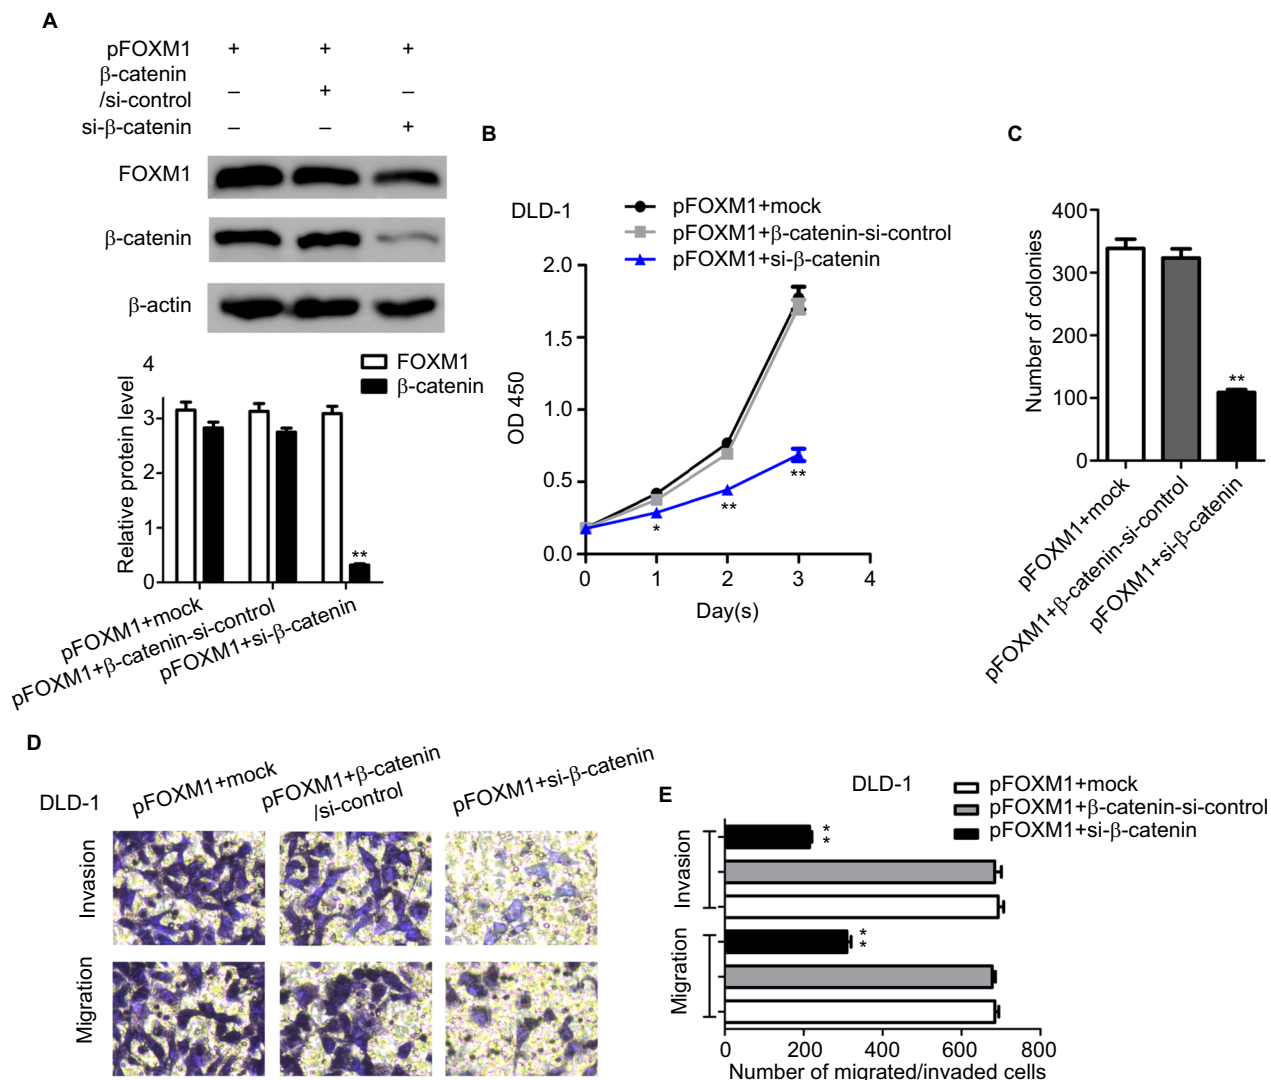 A
pFOXM1 + + +
β-catenin
/si-control – + –
si-β-catenin – – +
FOXM1
β-catenin
β-actin
4
3
2
1
0
Relative protein level
FOXM1
β-catenin
**
pFOXM1+mock
pFOXM1+β-catenin-si-control
pFOXM1+si-β-catenin
B
DLD-1
pFOXM1+mock
pFOXM1+β-catenin-si-control
pFOXM1+si-β-catenin
2.0
1.5
1.0
0.5
0.0
OD 450
*
**
**
0 1 2 3 4
Day(s)
C
400
300
200
100
0
Number of colonies
**
pFOXM1+mock
pFOXM1+β-catenin-si-control
pFOXM1+si-β-catenin
D
DLD-1
pFOXM1+mock
pFOXM1+β-catenin
/si-control
pFOXM1+si-β-catenin
Invasion
Migration
E
DLD-1
pFOXM1+mock
pFOXM1+β-catenin-si-control
pFOXM1+si-β-catenin
Invasion
**
Migration
**
0 200 400 600 800
Number of migrated/invaded cells